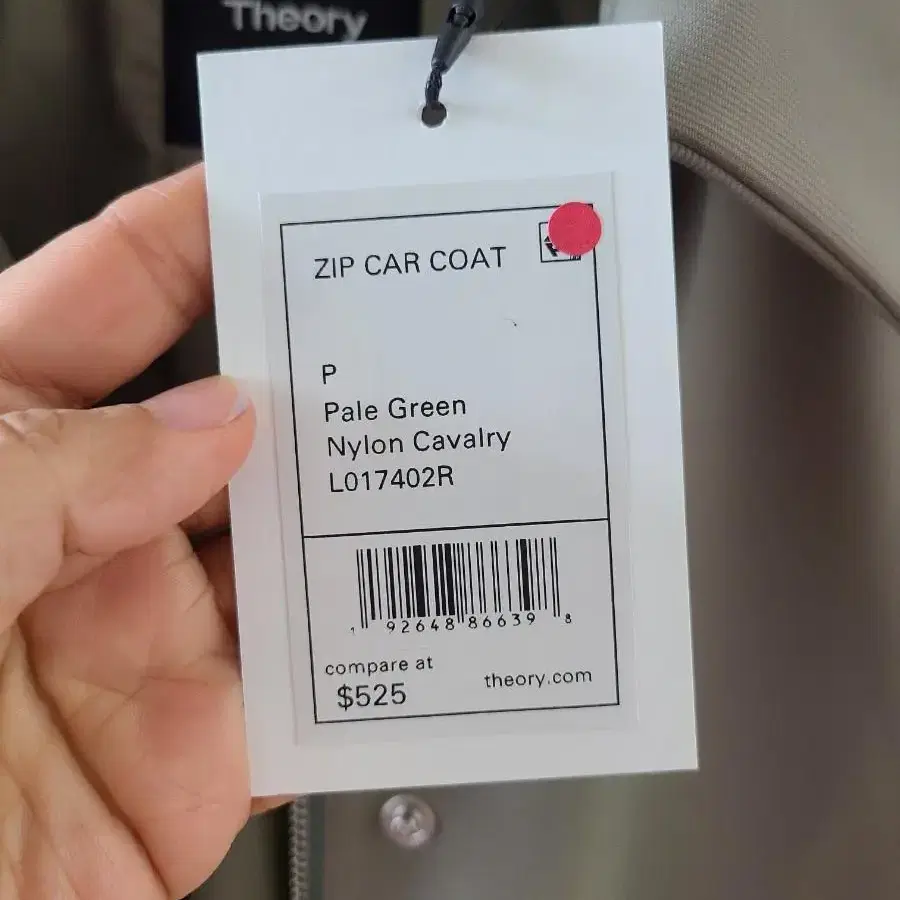 Theory
ZIP CAR COAT
P
Pale Green
Nylon Cavalry
L017402R
1 92648 86639 8
compare at
$525
theory.com